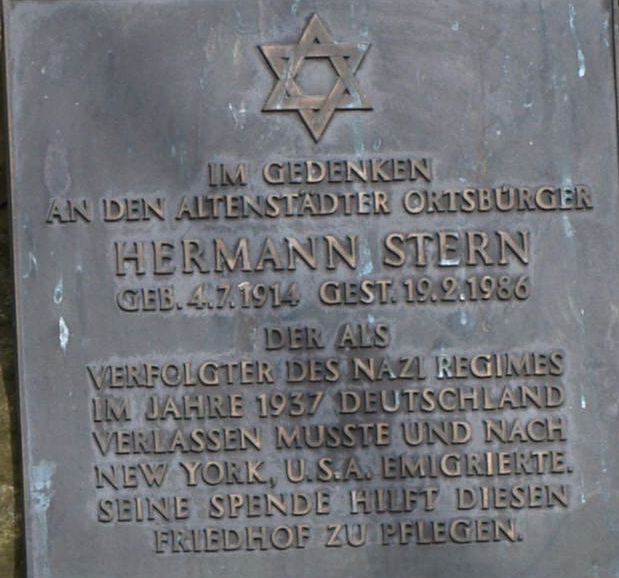 IM GEDENKEN
AN DEN ALTENSTÄDTER ORTSBÜRGER
HERMANN STERN
GEB. 4.7.1914 GEST. 19.2.1986
DER ALS
VERFOLGTER DES NAZI REGIMES
IM JAHRE 1937 DEUTSCHLAND
VERLASSEN MUSSTE UND NACH
NEW YORK, U.S.A. EMIGRIERTE.
SEINE SPENDE HILFT DIESEN
FRIEDHOF ZU PFLEGEN.